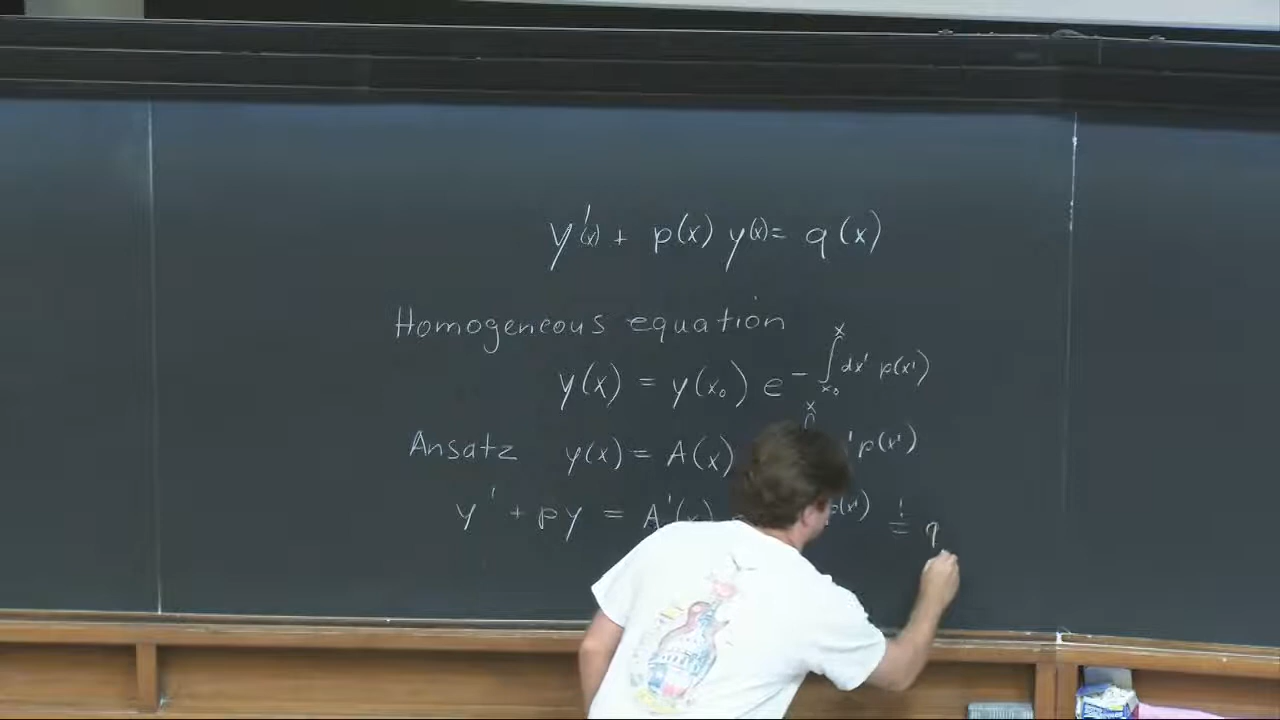 y'(x) + p(x) y(x) = q(x)
Homogeneous equation
y(x) = y(x₀) e^{- ∫_{x₀}^{x} dx' p(x')}
Ansatz y(x) = A(x) ' p(x')
y' + py = A'(x) p(x') != q